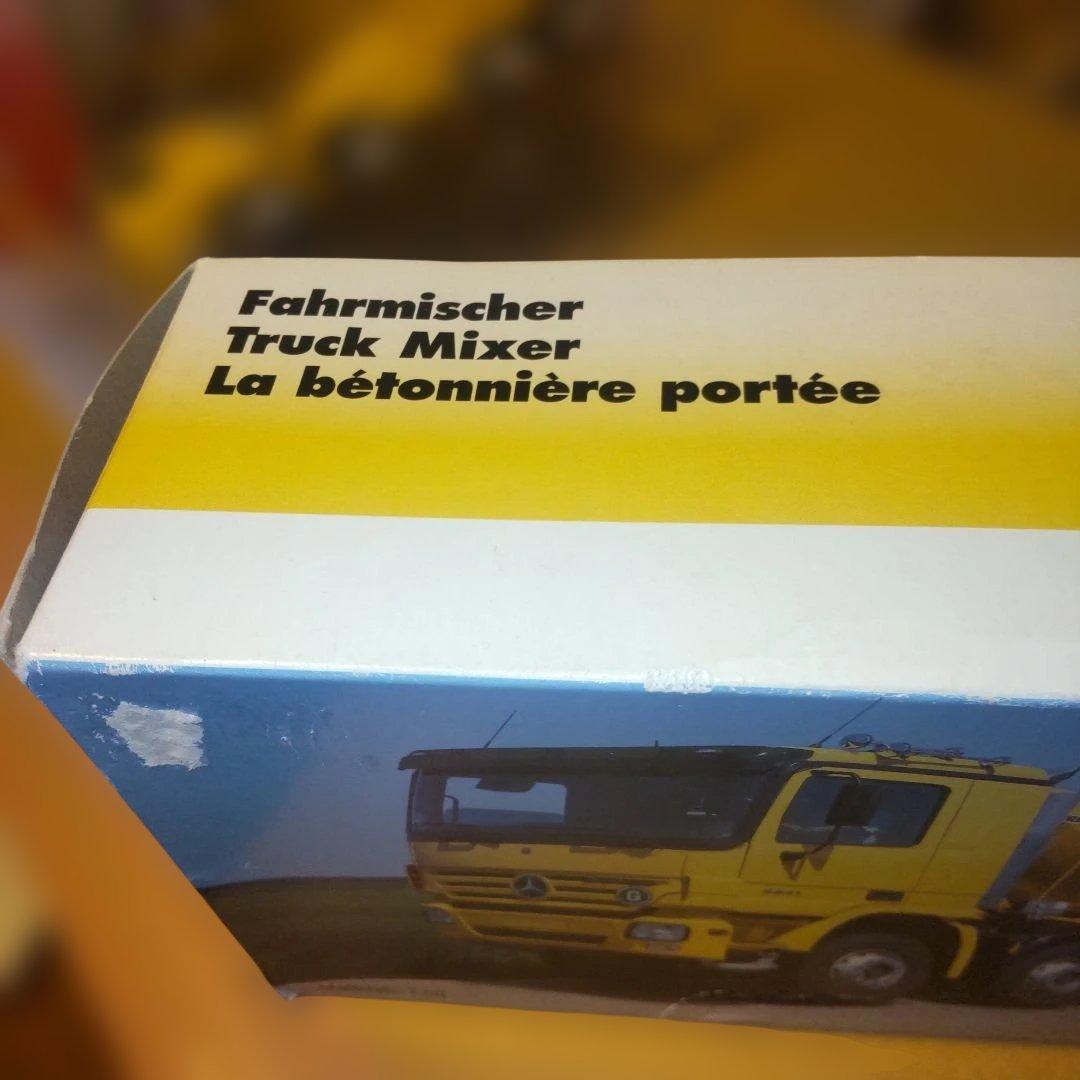 Fahrmischer
Truck Mixer
La bétonnière portée